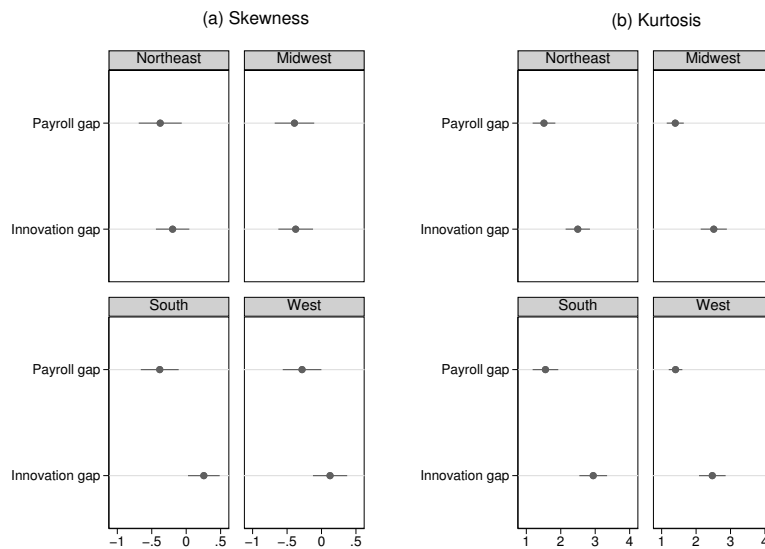 (a) Skewness
Northeast
Midwest
Payroll gap
Innovation gap
South
West
Payroll gap
Innovation gap
−1 −.5 0 .5
−1 −.5 0 .5
(b) Kurtosis
Northeast
Midwest
Payroll gap
Innovation gap
South
West
Payroll gap
Innovation gap
1 2 3 4
1 2 3 4